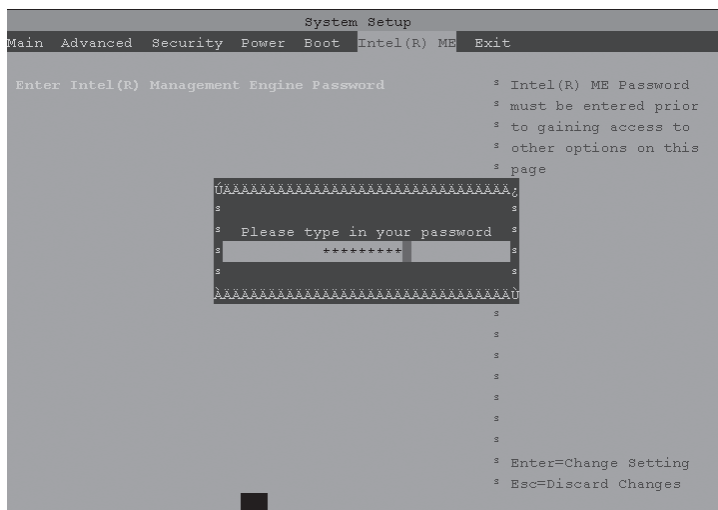 System Setup
Main Advanced Security Power Boot Intel(R) ME Exit
Enter Intel(R) Management Engine Password
s Intel(R) ME Password
s must be entered prior
s to gaining access to
s other options on this
s page
ÚÄÄÄÄÄÄÄÄÄÄÄÄÄÄÄÄÄÄÄÄÄÄÄÄÄÄÄÄÄÄÄÄ¿
s s
s Please type in your password s
s ********* s
s s
ÀÄÄÄÄÄÄÄÄÄÄÄÄÄÄÄÄÄÄÄÄÄÄÄÄÄÄÄÄÄÄÄÄÙ
s
s
s
s
s
s
s
s Enter=Change Setting
s Esc=Discard Changes